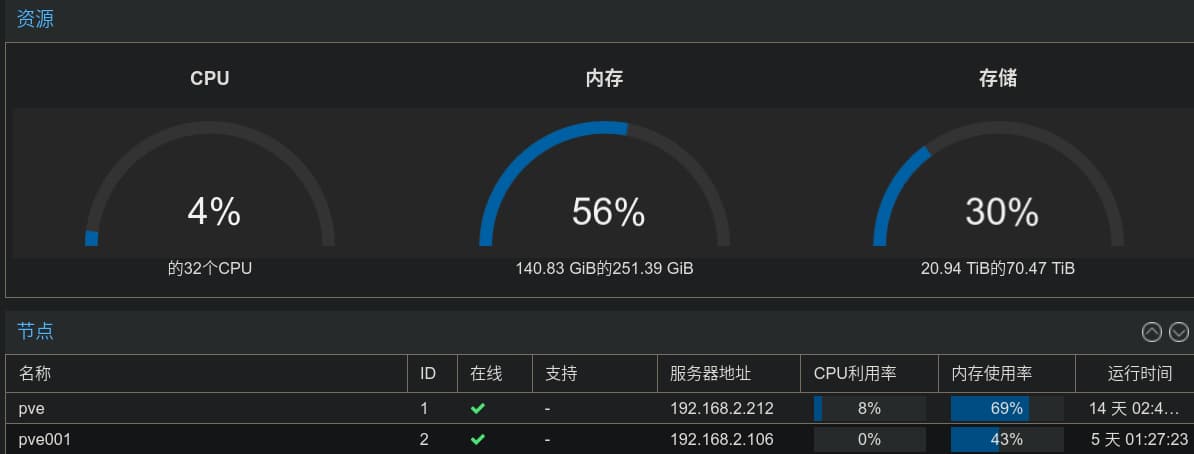 资源
CPU 内存 存储
4% 56% 30%
的32个CPU 140.83 GiB的251.39 GiB 20.94 TiB的70.47 TiB
节点
名称 ID 在线 支持 服务器地址 CPU利用率 内存使用率 运行时间
pve 1 - 192.168.2.212 8% 69% 14 天 02:4...
pve001 2 - 192.168.2.106 0% 43% 5 天 01:27:23